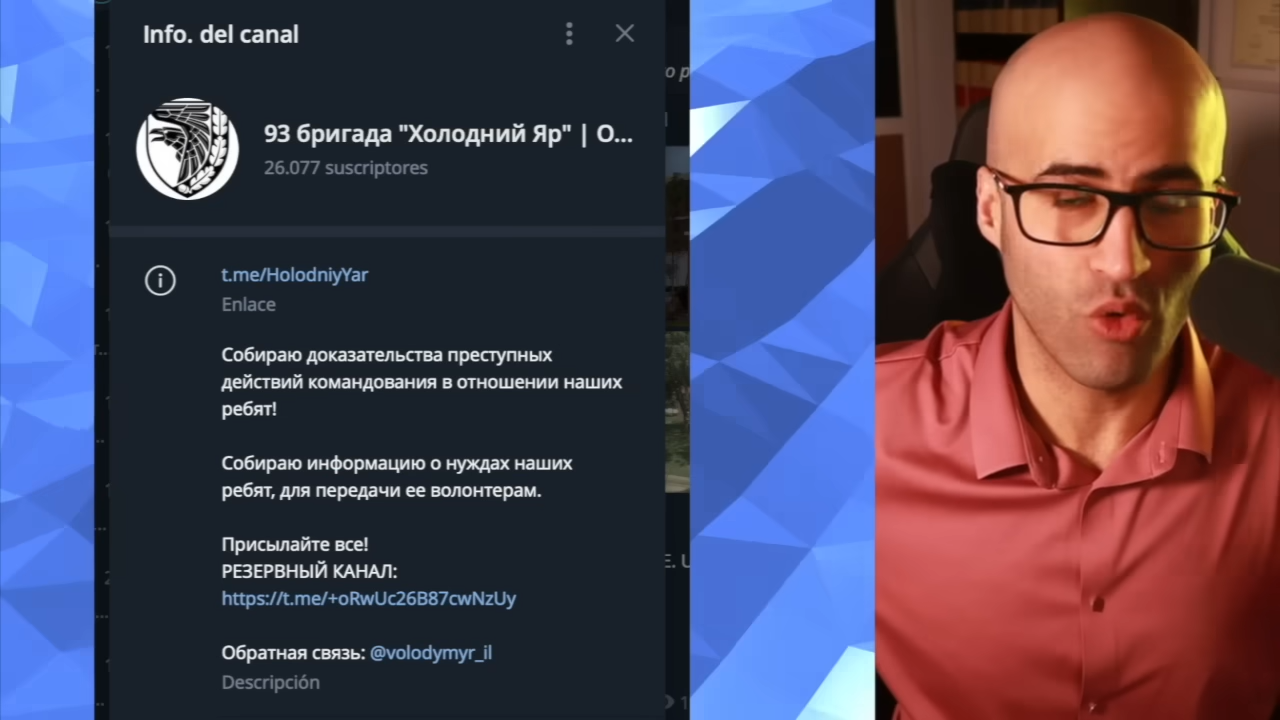 Info. del canal
93 бригада "Холодний Яр" | О...
26.077 suscriptores
t.me/HolodniyYar
Enlace
Собираю доказательства преступных
действий командования в отношении наших
ребят!
Собираю информацию о нуждах наших
ребят, для передачи ее волонтерам.
Присылайте все!
РЕЗЕРВНЫЙ КАНАЛ:
https://t.me/+oRwUc26B87cwNzUy
Обратная связь: @volodymyr_il
Descripción